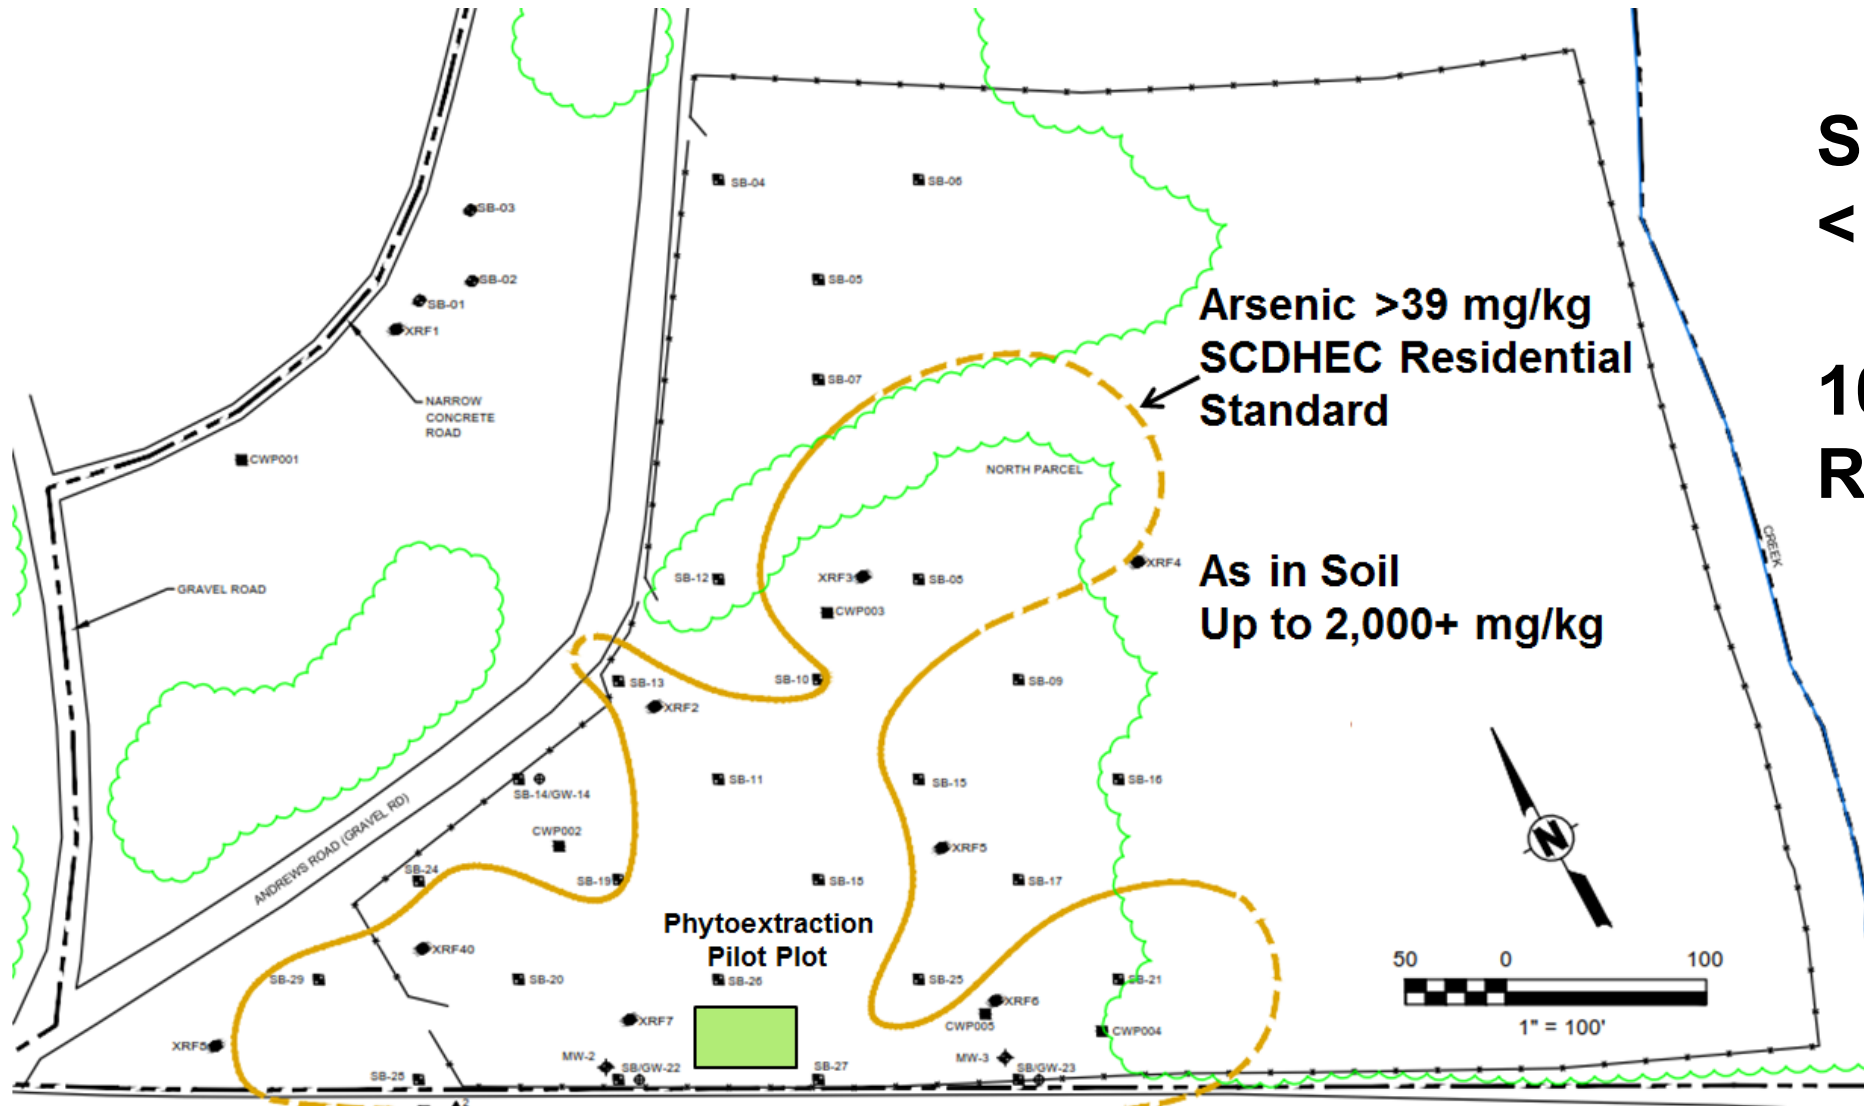 SB-04
SB-06
S
SB-03
<
SB-02
SB-05
SB-01
XRF1
Arsenic >39 mg/kg
SCDHEC Residential
Standard
SB-07
NARROW
CONCRETE
ROAD
10
R
CWP001
NORTH PARCEL
CREEK
XRF4
SB-12
XRF3
SB-08
As in Soil
Up to 2,000+ mg/kg
GRAVEL ROAD
CWP003
SB-13
SB-10
SB-09
XRF2
SB-11
SB-15
SB-16
SB-14/GW-14
CWP002
ANDREWS ROAD (GRAVEL RD)
XRF5
N
SB-24
SB-19
SB-15
SB-17
Phytoextraction
Pilot Plot
XRF40
50 0 100
SB-29
SB-20
SB-26
SB-25
SB-21
XRF6
XRF7
CWP005
CWP004
1" = 100'
XRF5
MW-2
MW-3
SB/GW-22
SB-27
SB/GW-23
SB-28
2